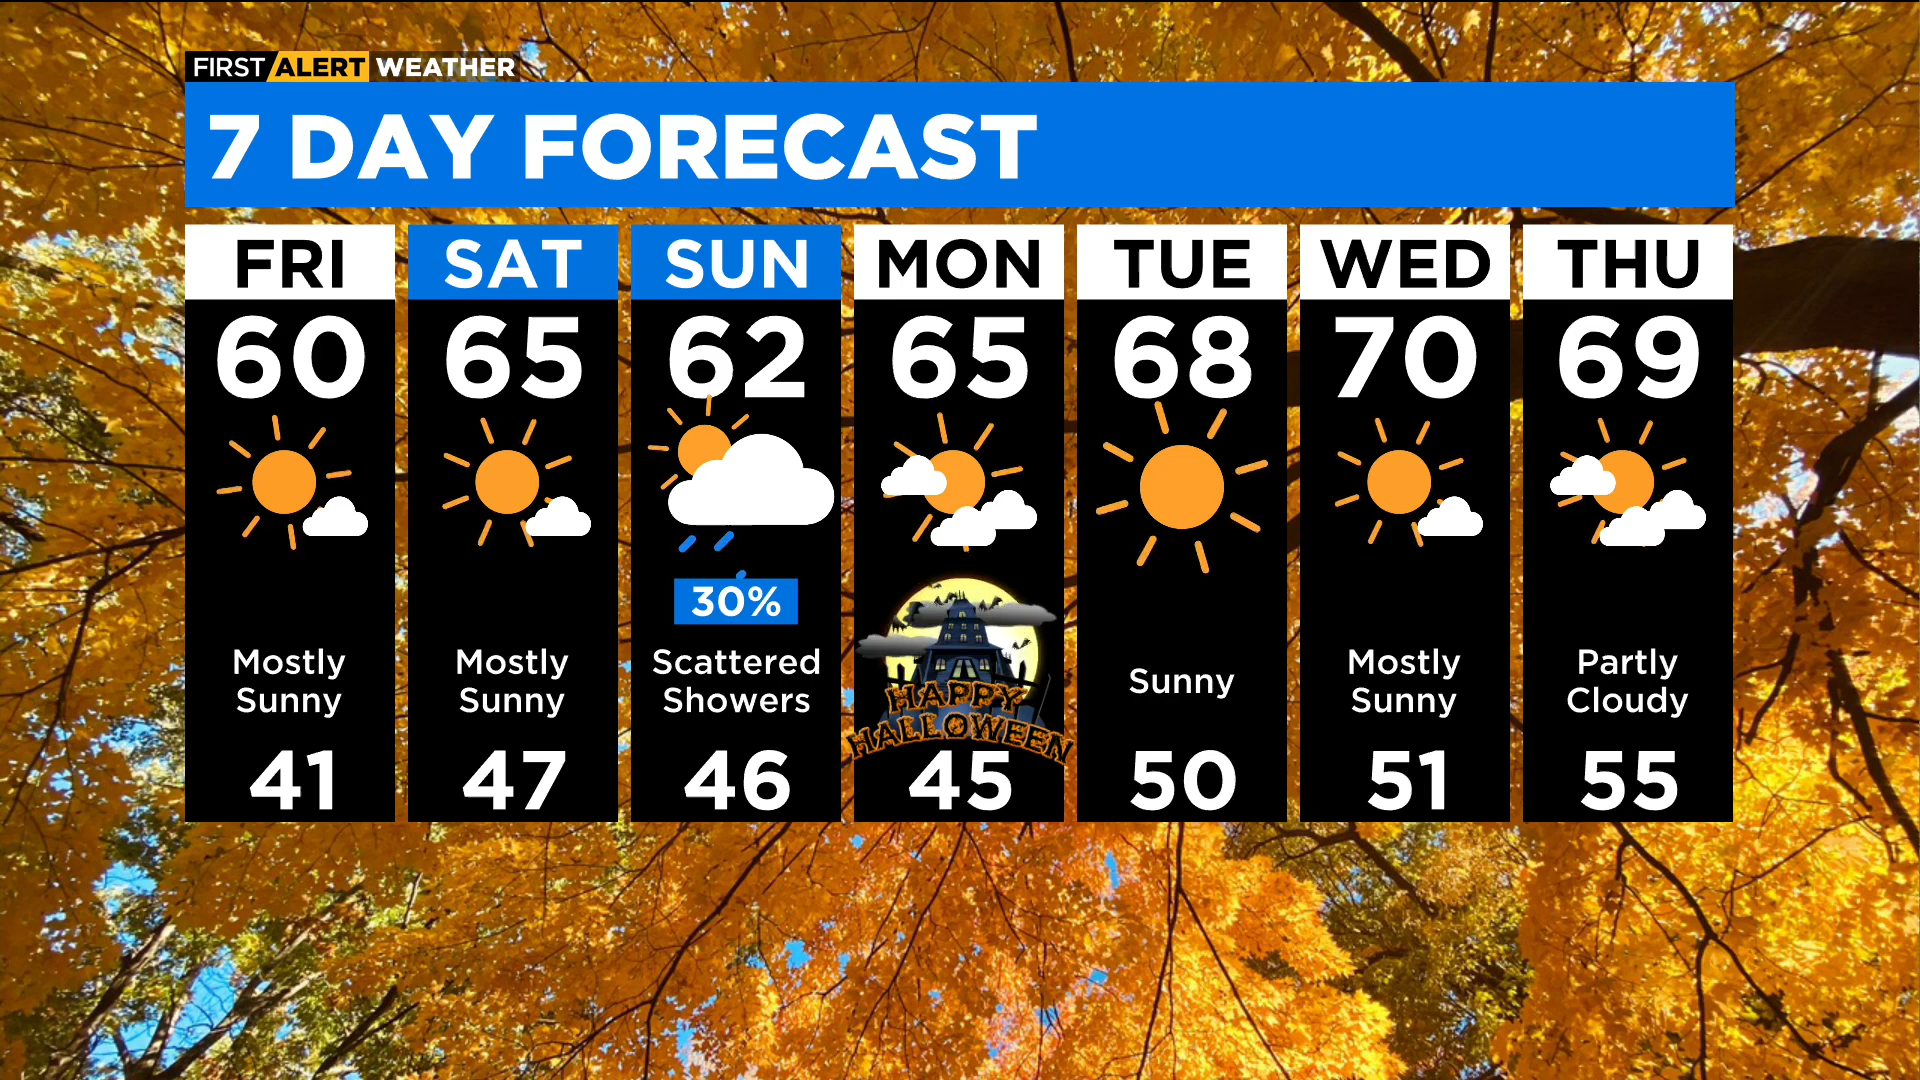 FIRST ALERT WEATHER
7 DAY FORECAST
FRI SAT SUN MON TUE WED THU
60 65 62 65 68 70 69
30%
Mostly Sunny
Mostly Sunny
Scattered Showers
HAPPY HALLOWEEN
Sunny
Mostly Sunny
Partly Cloudy
41 47 46 45 50 51 55